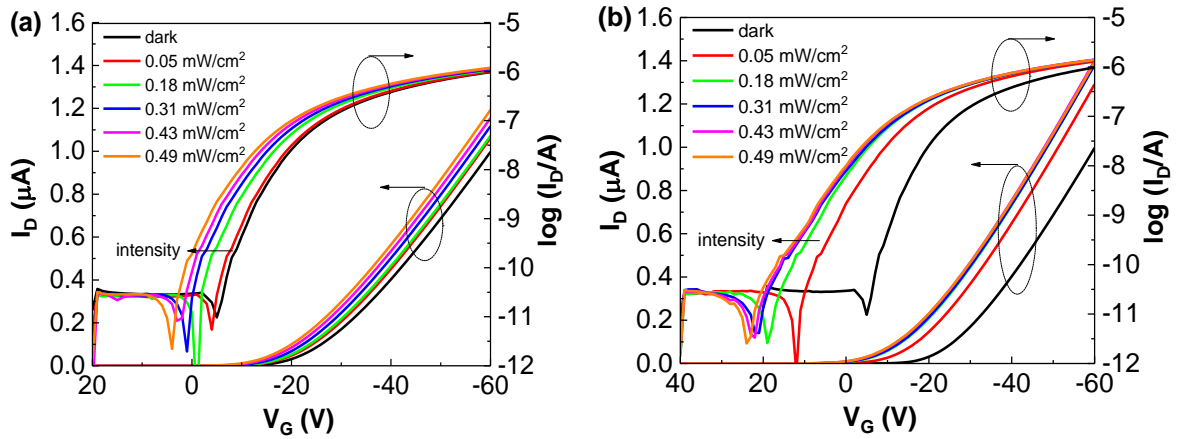 (a)
1.6
1.4
1.2
1.0
0.8
0.6
0.4
0.2
0.0
I_D (μA)
dark
0.05 mW/cm²
0.18 mW/cm²
0.31 mW/cm²
0.43 mW/cm²
0.49 mW/cm²
intensity
-5
-6
-7
-8
-9
-10
-11
-12
log (I_D/A)
20 0 -20 -40 -60
V_G (V)
(b)
1.6
1.4
1.2
1.0
0.8
0.6
0.4
0.2
0.0
I_D (μA)
dark
0.05 mW/cm²
0.18 mW/cm²
0.31 mW/cm²
0.43 mW/cm²
0.49 mW/cm²
intensity
-5
-6
-7
-8
-9
-10
-11
-12
log (I_D/A)
40 20 0 -20 -40 -60
V_G (V)